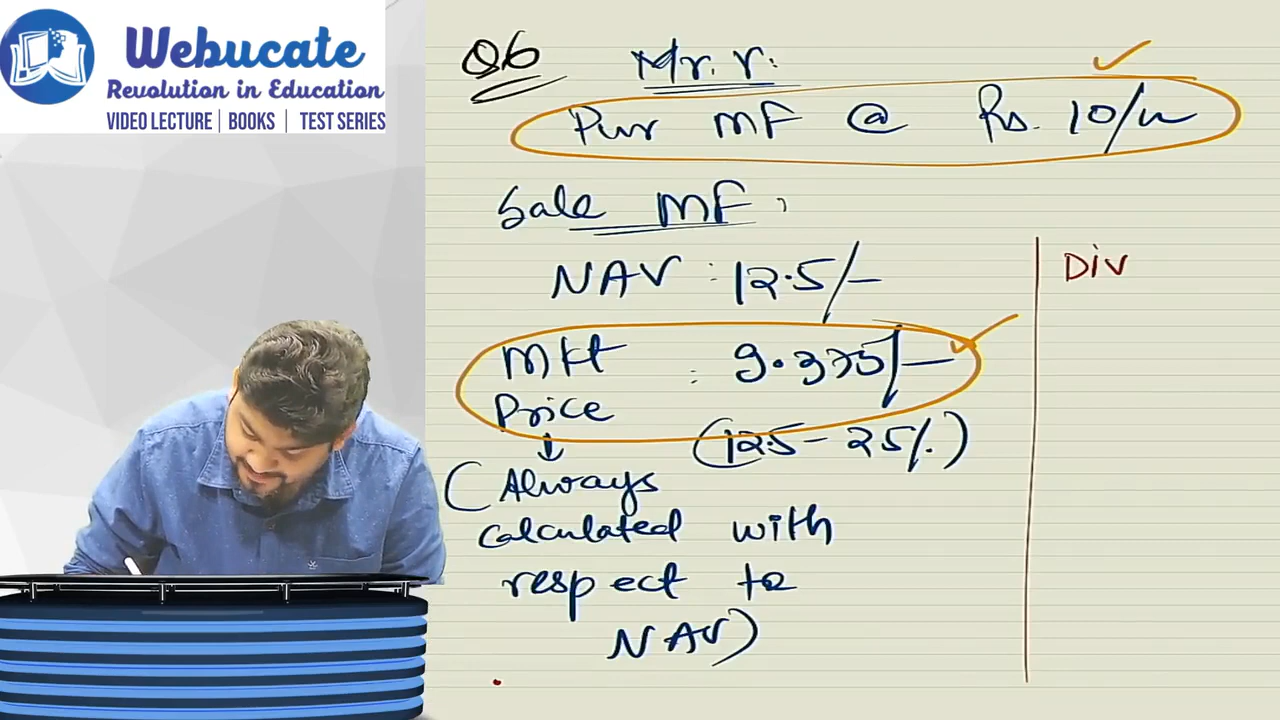 Webucate
Revolution in Education
VIDEO LECTURE | BOOKS | TEST SERIES
Q6 Mr. Y:
Pur MF @ Rs. 10/u
Sale MF:
NAV : 12.5/-
Mkt : 9.375/-
Price
(12.5 - 25%)
(Always
calculated with
respect to
NAV)
Div